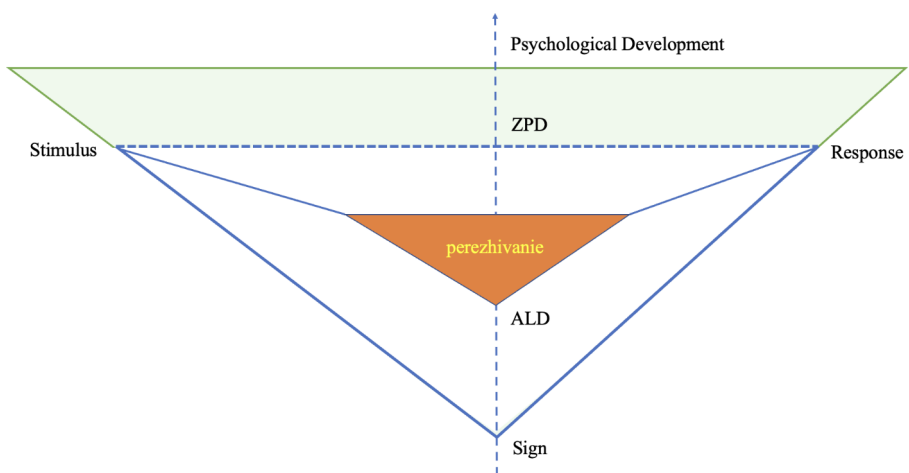 Psychological Development
ZPD
Stimulus
Response
perezhivanie
ALD
Sign